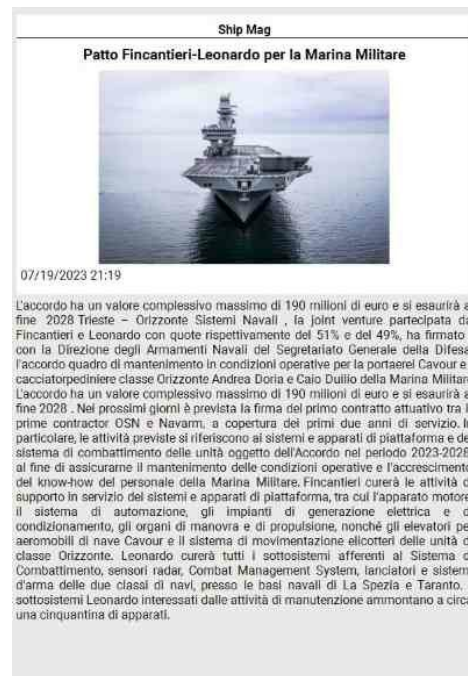 Ship Mag
Patto Fincantieri-Leonardo per la Marina Militare
07/19/2023 21:19
L'accordo ha un valore complessivo massimo di 190 milioni di euro e si esaurirà a
fine 2028 Trieste – Orizzonte Sistemi Navali , la joint venture partecipata da
Fincantieri e Leonardo con quote rispettivamente del 51% e del 49%, ha firmato
con la Direzione degli Armamenti Navali del Segretariato Generale della Difesa
l'accordo quadro di mantenimento in condizioni operative per la portaerei Cavour e
cacciatorpediniere classe Orizzonte Andrea Doria e Caio Duilio della Marina Militare
L'accordo ha un valore complessivo massimo di 190 milioni di euro e si esaurirà a
fine 2028 . Nei prossimi giorni è prevista la firma del primo contratto attuativo tra
prime contractor OSN e Navarm, a copertura dei primi due anni di servizio. In
particolare, le attività previste si riferiscono ai sistemi e apparati di piattaforma e del
sistema di combattimento delle unità oggetto dell'Accordo nel periodo 2023-2028
al fine di assicurarne il mantenimento delle condizioni operative e l'accrescimento
del know-how del personale della Marina Militare. Fincantieri curerà le attività di
supporto in servizio dei sistemi e apparati di piattaforma, tra cui l'apparato motore
il sistema di automazione, gli impianti di generazione elettrica e di
condizionamento, gli organi di manovra e di propulsione, nonché gli elevatori per
aeromobili di nave Cavour e il sistema di movimentazione elicotteri delle unità di
classe Orizzonte. Leonardo curerà tutti i sottosistemi afferenti al Sistema di
Combattimento, sensori radar, Combat Management System, lanciatori e sistemi
d'arma delle due classi di navi, presso le basi navali di La Spezia e Taranto.
sottosistemi Leonardo interessati dalle attività di manutenzione ammontano a circa
una cinquantina di apparati.